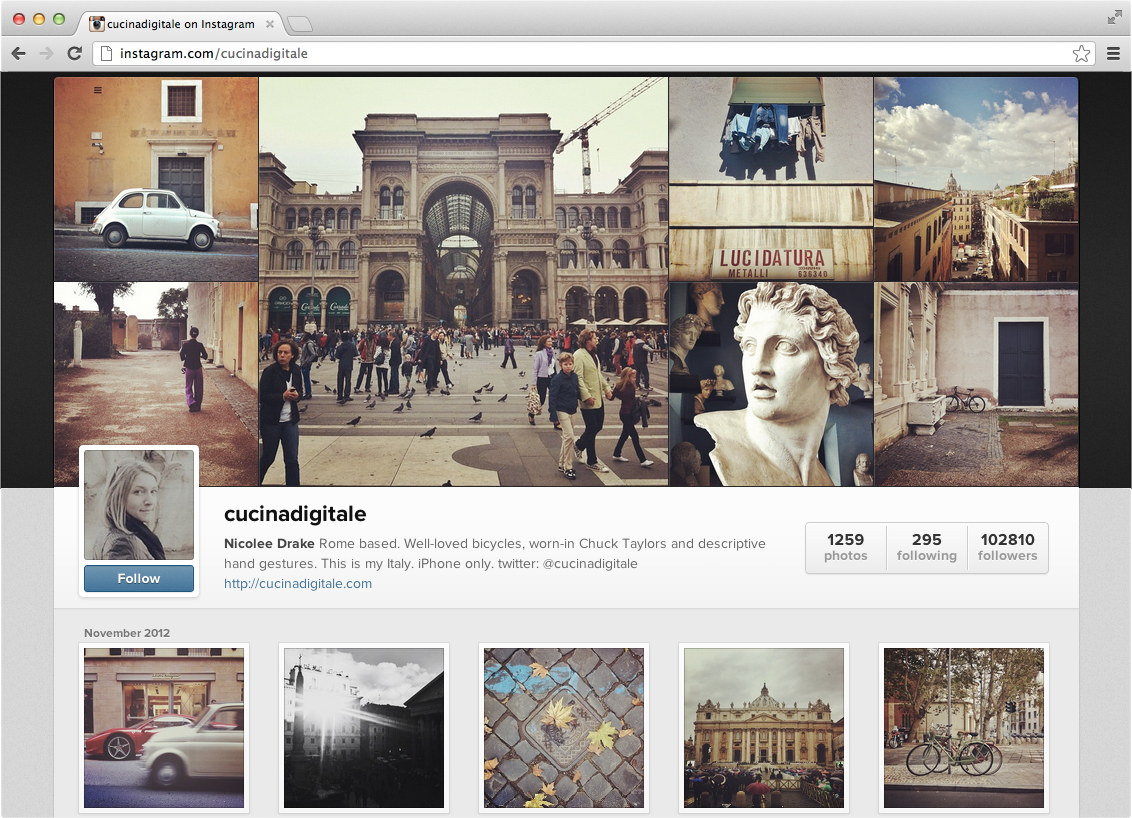 cucinadigitale on Instagram
instagram.com/cucinadigitale
LUCIDATURA
METALLI
636340
cucinadigitale
Nicolee Drake Rome based. Well-loved bicycles, worn-in Chuck Taylors and descriptive
hand gestures. This is my Italy. iPhone only. twitter: @cucinadigitale
http://cucinadigitale.com
1259
photos
295
following
102810
followers
Follow
November 2012